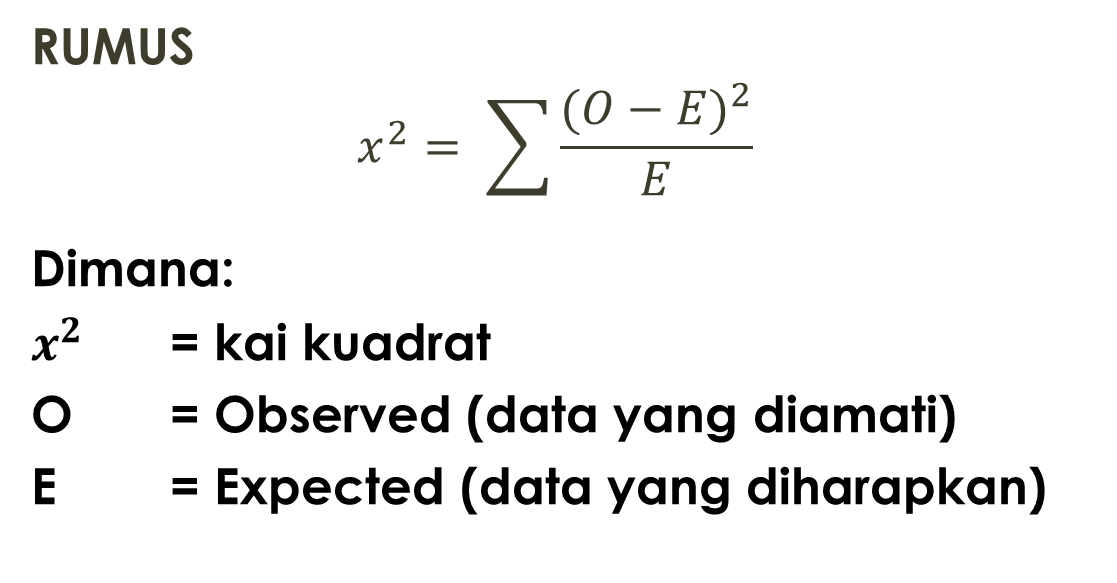 RUMUS
x² = ∑ (O − E)² / E
Dimana:
x² = kai kuadrat
O = Observed (data yang diamati)
E = Expected (data yang diharapkan)